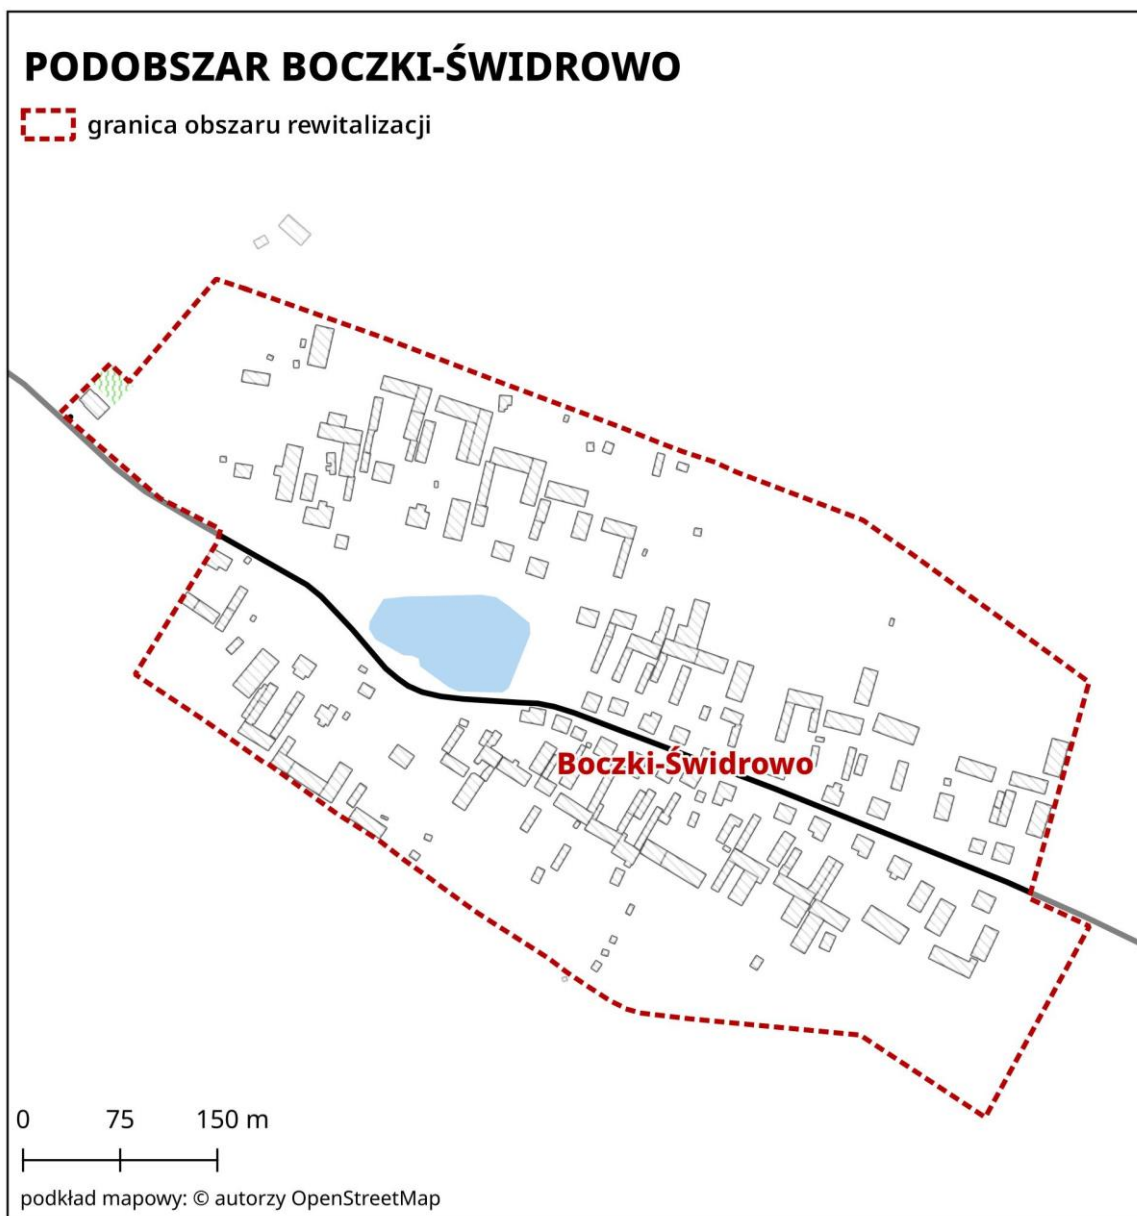 PODOBSZAR BOCZKI-ŚWIDROWO
granica obszaru rewitalizacji
Boczki-Świdrowo
0 75 150 m
podkład mapowy: © autorzy OpenStreetMap